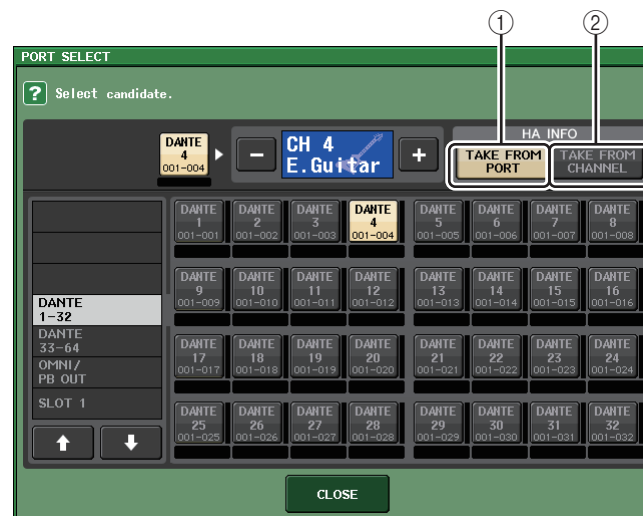 ① ②
PORT SELECT
? Select candidate.
HA INFO
DANTE
4
001-004
−
CH 4
E.Guitar
+
TAKE FROM
PORT
TAKE FROM
CHANNEL
DANTE
1-32
DANTE
33-64
OMNI/
PB OUT
SLOT 1
DANTE DANTE DANTE DANTE DANTE DANTE DANTE DANTE
1 2 3 4 5 6 7 8
001-001 001-002 001-003 001-004 001-005 001-006 001-007 001-008
DANTE DANTE DANTE DANTE DANTE DANTE DANTE DANTE
9 10 11 12 13 14 15 16
001-009 001-010 001-011 001-012 001-013 001-014 001-015 001-016
DANTE DANTE DANTE DANTE DANTE DANTE DANTE DANTE
17 18 19 20 21 22 23 24
001-017 001-018 001-019 001-020 001-021 001-022 001-023 001-024
DANTE DANTE DANTE DANTE DANTE DANTE DANTE DANTE
25 26 27 28 29 30 31 32
001-025 001-026 001-027 001-028 001-029 001-030 001-031 001-032
CLOSE